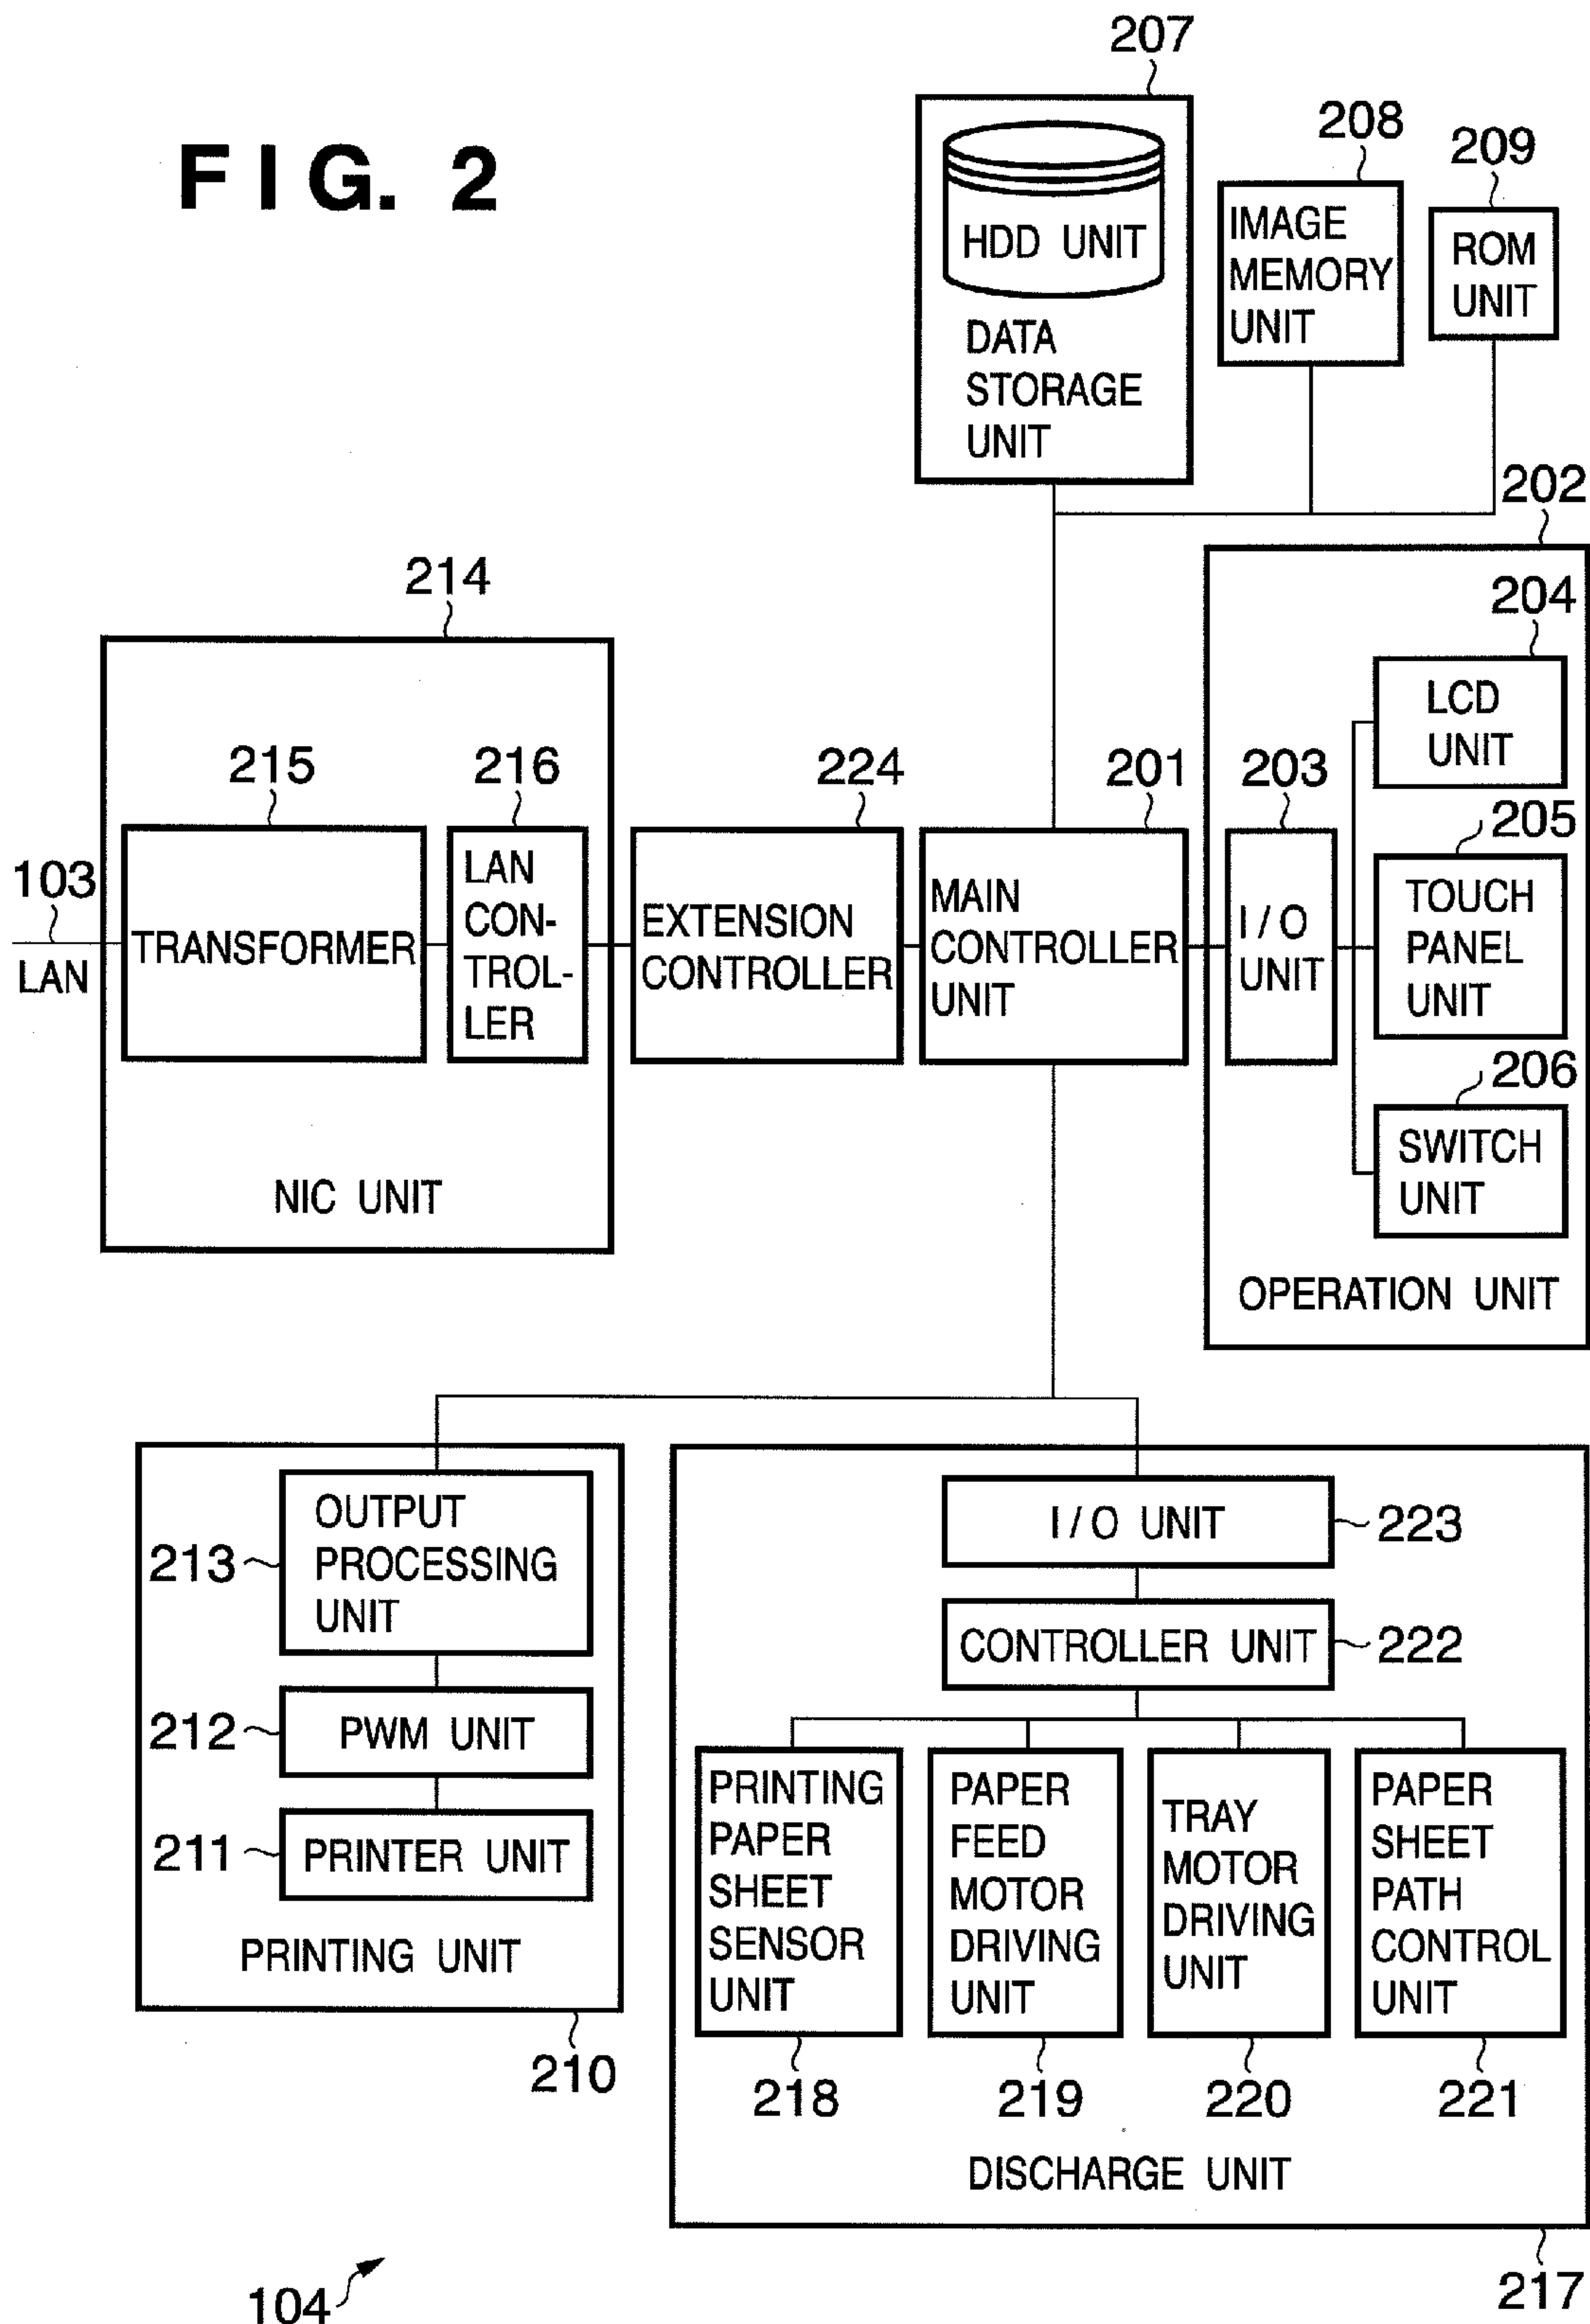 FIG. 2
207
HDD UNIT
DATA
STORAGE
UNIT
208
IMAGE
MEMORY
UNIT
209
ROM
UNIT
202
204
LCD
UNIT
203
I/O
UNIT
205
TOUCH
PANEL
UNIT
206
SWITCH
UNIT
OPERATION UNIT
214
103
LAN
215
TRANSFORMER
216
LAN
CON-
TROL-
LER
NIC UNIT
224
EXTENSION
CONTROLLER
201
MAIN
CONTROLLER
UNIT
213
OUTPUT
PROCESSING
UNIT
212
PWM UNIT
211
PRINTER UNIT
PRINTING UNIT
210
I/O UNIT
223
CONTROLLER UNIT
222
PRINTING
PAPER
SHEET
SENSOR
UNIT
218
PAPER
FEED
MOTOR
DRIVING
UNIT
219
TRAY
MOTOR
DRIVING
UNIT
220
PAPER
SHEET
PATH
CONTROL
UNIT
221
DISCHARGE UNIT
217
104